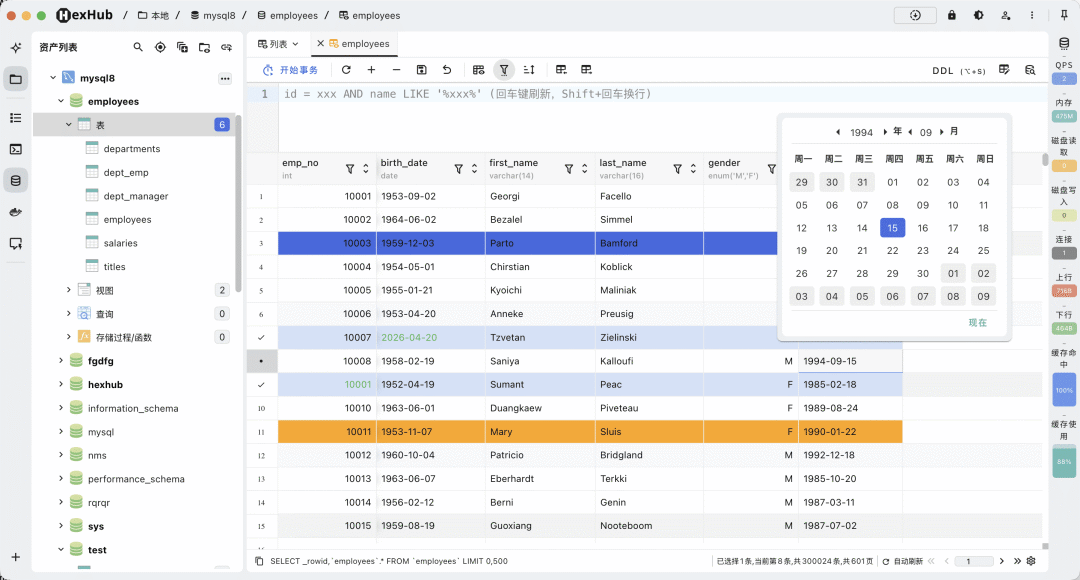 HexHub / 本地 / mysql8 / employees / employees
资产列表
mysql8
employees
表 6
departments
dept_emp
dept_manager
employees
salaries
titles
视图 2
查询 0
存储过程/函数 0
fgdfg
hexhub
information_schema
mysql
nms
performance_schema
rqrqr
sys
test
列表 employees
开始事务 DDL (⌥+S)
1 id = xxx AND name LIKE '%xxx%' (回车键刷新, Shift+回车换行)
emp_no birth_date first_name last_name gender
int date varchar(14) varchar(16) enum('M','F')
1 10001 1953-09-02 Georgi Facello
2 10002 1964-06-02 Bezalel Simmel
3 10003 1959-12-03 Parto Bamford
4 10004 1954-05-01 Chirstian Koblick
5 10005 1955-01-21 Kyoichi Maliniak
6 10006 1953-04-20 Anneke Preusig
10007 2026-04-20 Tzvetan Zielinski
10008 1958-02-19 Saniya Kalloufi M 1994-09-15
10001 1952-04-19 Sumant Peac F 1985-02-18
10 10010 1963-06-01 Duangkaew Piveteau F 1989-08-24
11 10011 1953-11-07 Mary Sluis F 1990-01-22
12 10012 1960-10-04 Patricio Bridgland M 1992-12-18
13 10013 1963-06-07 Eberhardt Terkki M 1985-10-20
14 10014 1956-02-12 Berni Genin M 1987-03-11
15 10015 1959-08-19 Guoxiang Nooteboom M 1987-07-02
1994 年 09 月
周一 周二 周三 周四 周五 周六 周日
29 30 31 01 02 03 04
05 06 07 08 09 10 11
12 13 14 15 16 17 18
19 20 21 22 23 24 25
26 27 28 29 30 01 02
03 04 05 06 07 08 09
现在
SELECT _rowid,`employees`.* FROM `employees` LIMIT 0,500
已选择1条,当前第8条,共300024条,共601页 自动刷新 1
QPS
2
内存
475M
磁盘读
取
0
磁盘写
入
0
连接
1
上行
716B
下行
464B
缓存命
中
100%
缓存使
用
88%